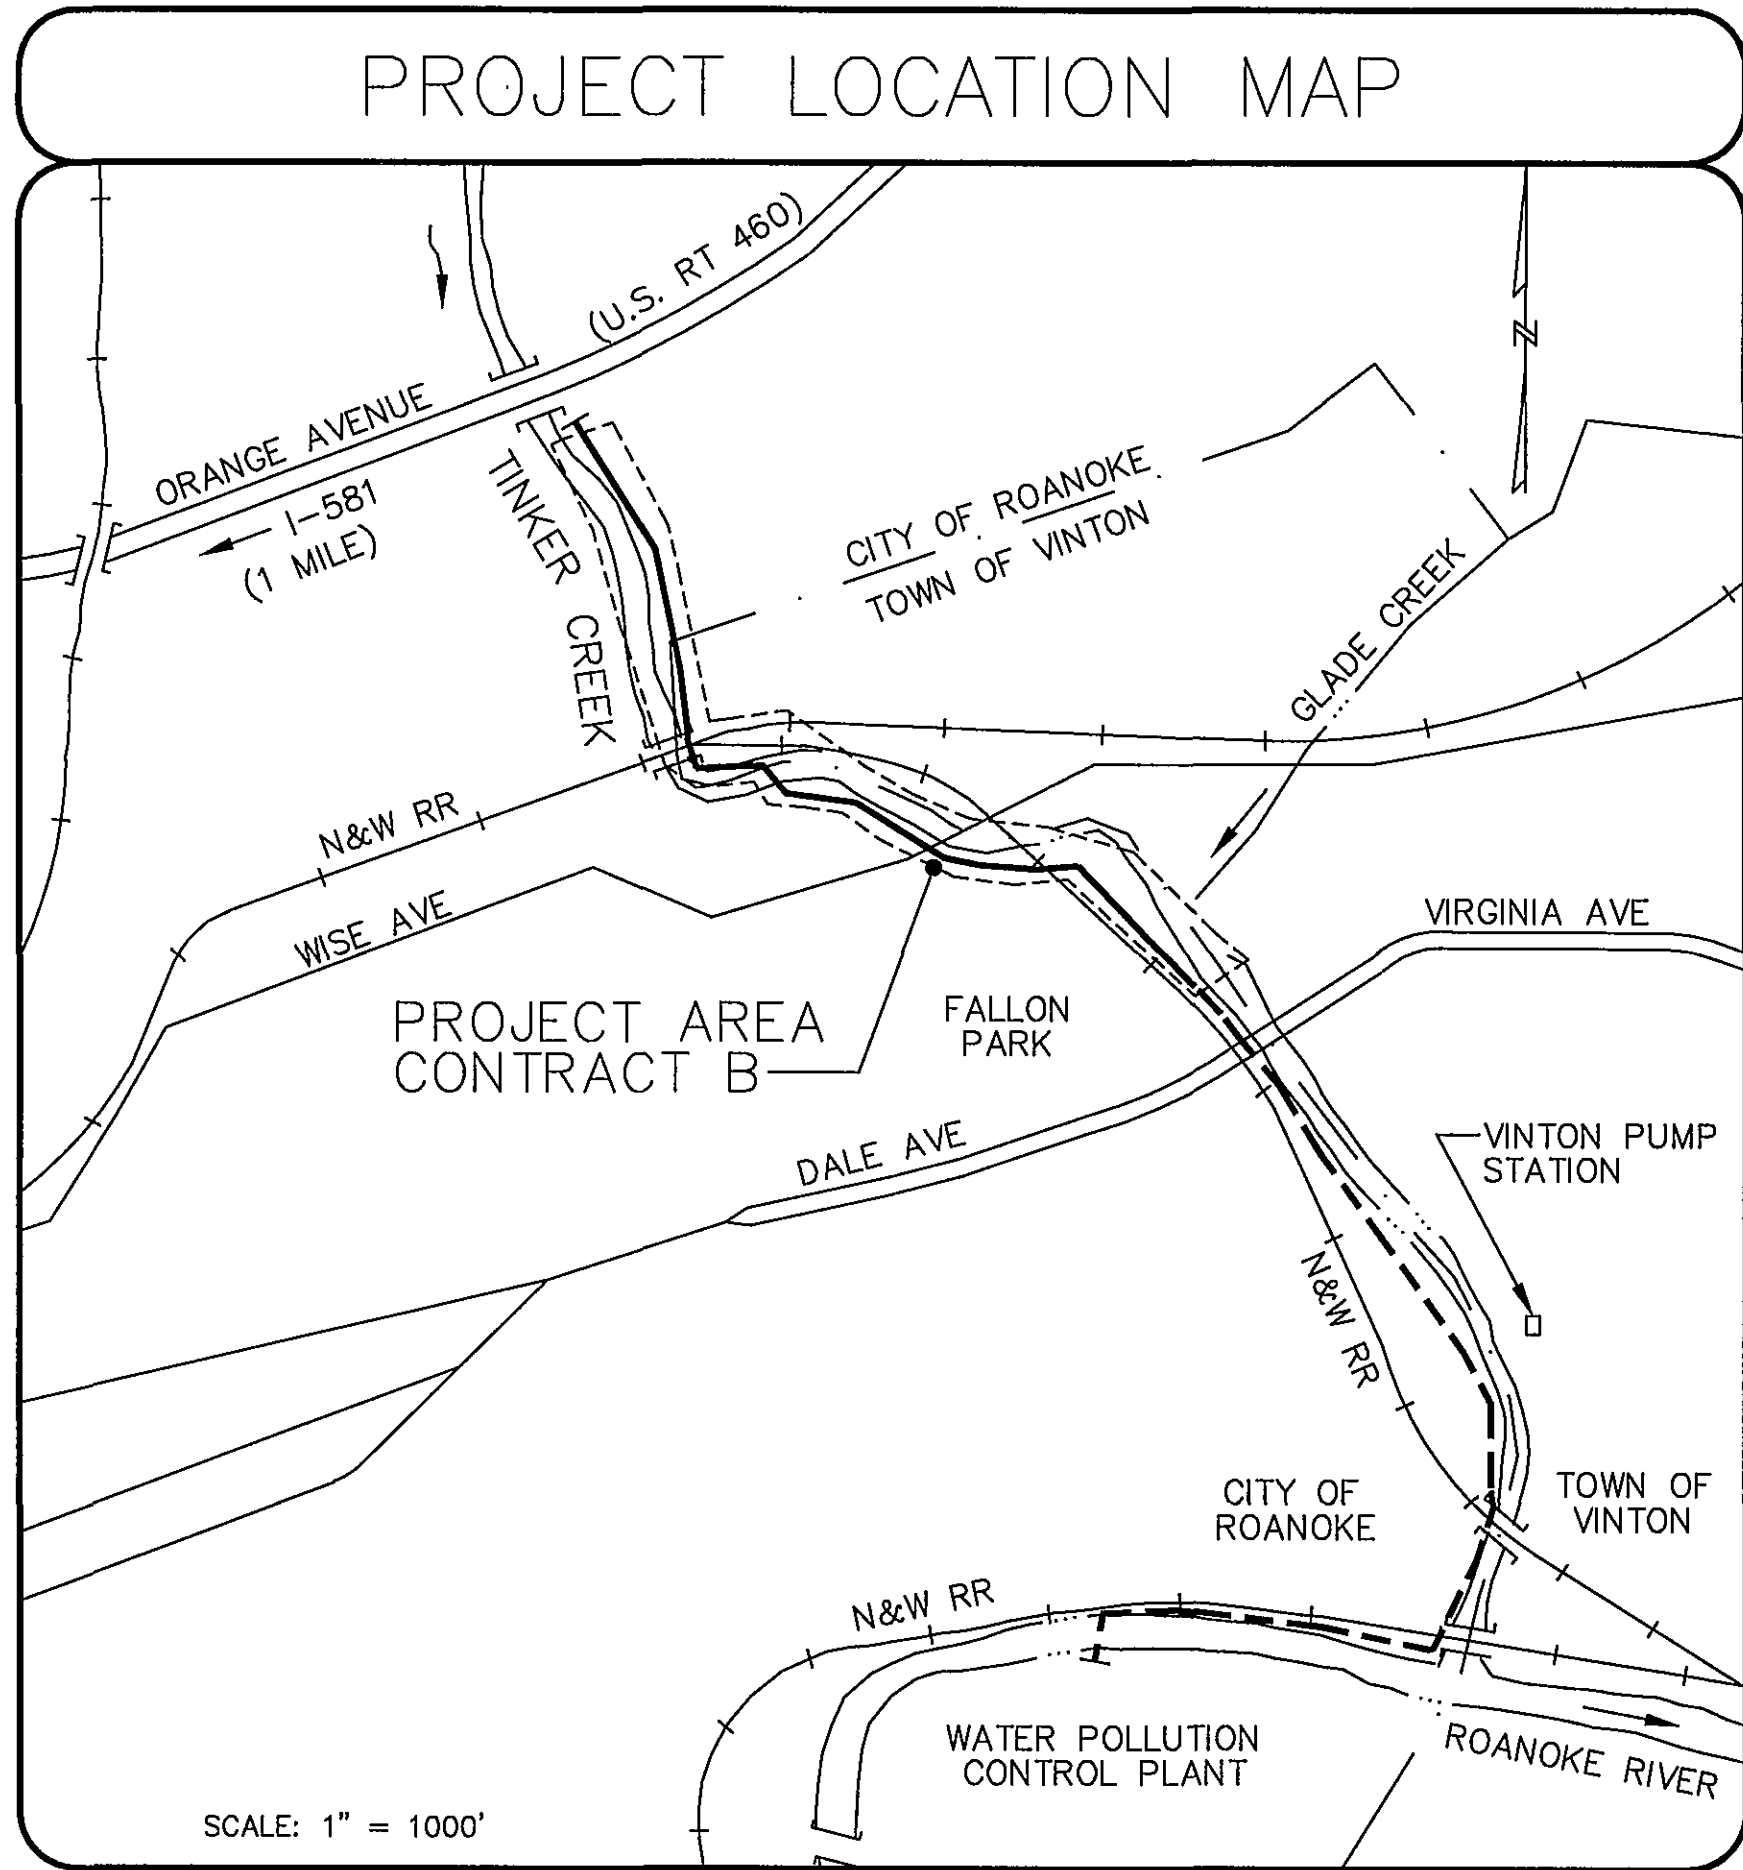 PROJECT LOCATION MAP
(U.S. RT 460)
N
ORANGE AVENUE
I-581
(1 MILE)
TINKER CREEK
CITY OF ROANOKE
TOWN OF VINTON
GLADE CREEK
N&W RR
WISE AVE
VIRGINIA AVE
PROJECT AREA
CONTRACT B
FALLON
PARK
DALE AVE
VINTON PUMP
STATION
N&W RR
CITY OF
ROANOKE
TOWN OF
VINTON
N&W RR
WATER POLLUTION
CONTROL PLANT
ROANOKE RIVER
SCALE: 1" = 1000'